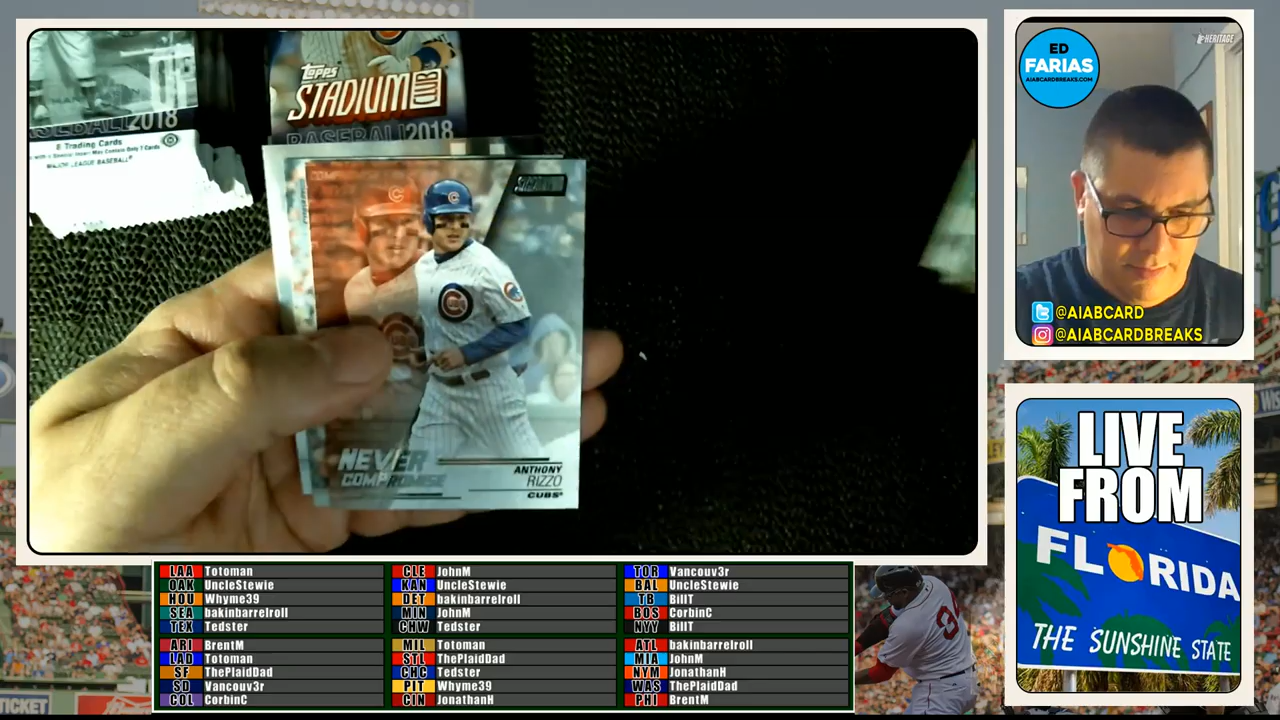 BASEBALL 2018
8 Trading Cards
MAJOR LEAGUE BASEBALL®
Topps
STADIUM
CLUB
BASEBALL 2018
NEVER
COMPROMISE
ANTHONY
RIZZO
CUBS®
HERITAGE
ED
FARIAS
AIABCARDBREAKS.COM
@AIABCARD
@AIABCARDBREAKS
LIVE
FROM
FLORIDA
THE SUNSHINE STATE
LAA Totoman
OAK UncleStewie
HOU Whyme39
SEA bakinbarrelroll
TEX Tedster
CLE JohnM
KAN UncleStewie
DET bakinbarrelroll
MIN JohnM
CHW Tedster
TOR Vancouv3r
BAL UncleStewie
TB BillT
BOS CorbinC
NYY BillT
ARI BrentM
LAD Totoman
SF ThePlaidDad
SD Vancouv3r
COL CorbinC
MIL Totoman
STL ThePlaidDad
CHC Tedster
PIT Whyme39
CIN JonathanH
ATL bakinbarrelroll
MIA JohnM
NYM JonathanH
WAS ThePlaidDad
PHI BrentM
34
TICKET